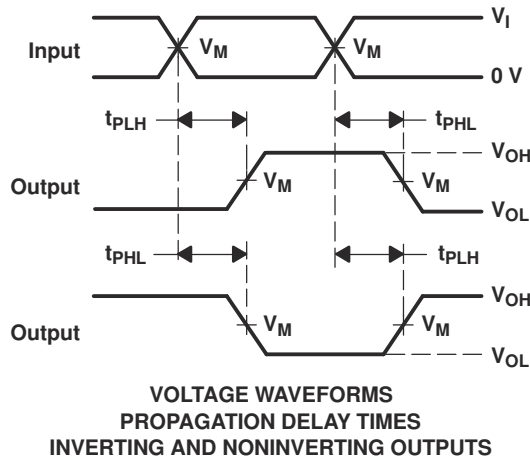 V_I
Input
V_M
V_M
0 V
t_PLH
t_PHL
V_OH
Output
V_M
V_M
V_OL
t_PHL
t_PLH
V_OH
Output
V_M
V_M
V_OL
VOLTAGE WAVEFORMS
PROPAGATION DELAY TIMES
INVERTING AND NONINVERTING OUTPUTS